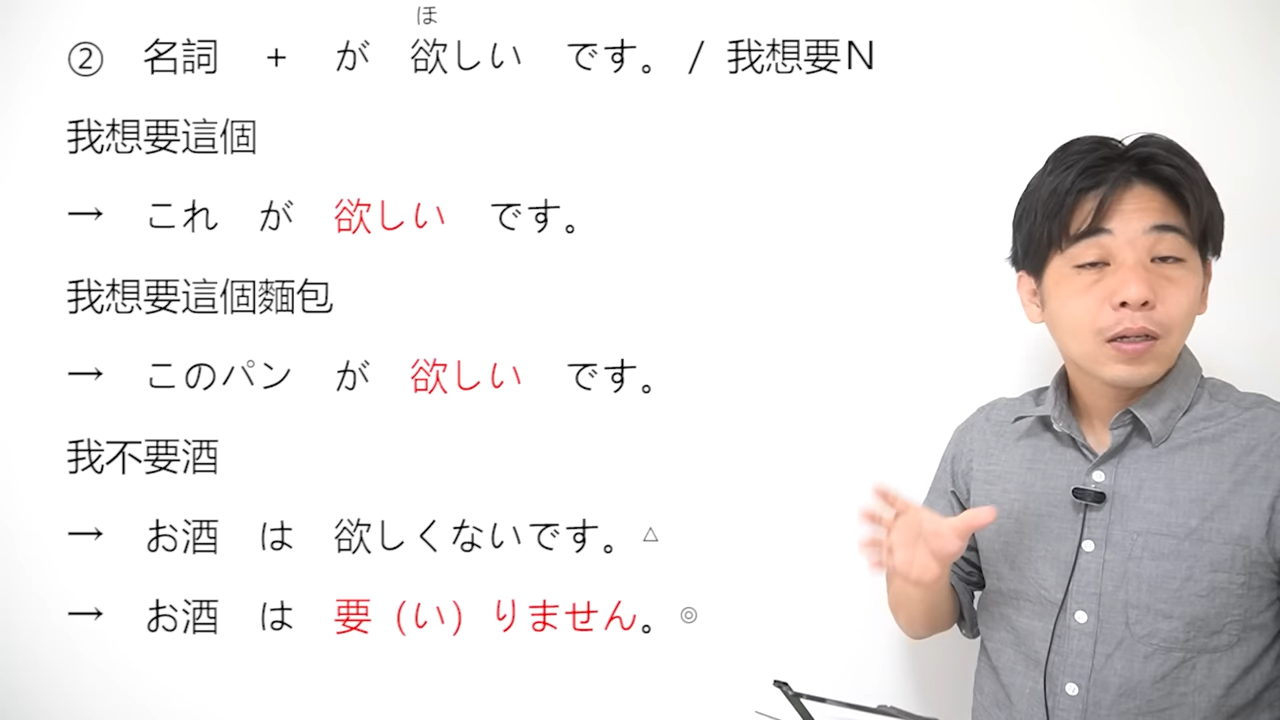 ほ
② 名詞 + が 欲しい です。 / 我想要N
我想要這個
→ これ が 欲しい です。
我想要這個麵包
→ このパン が 欲しい です。
我不要酒
→ お酒 は 欲しくないです。△
→ お酒 は 要（い）りません。◎